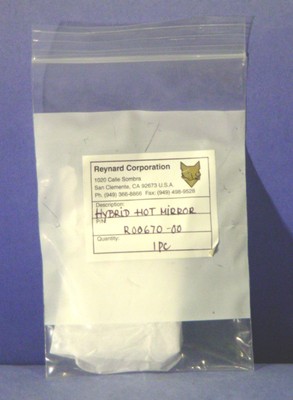 Reynard Corporation
1020 Calle Sombra
San Clemente, CA 92673 U.S.A.
Ph. (949) 366-8866 Fax: (949) 498-9528
Description:
HYBRID HOT MIRROR
R00670-00
Quantity:
1PC